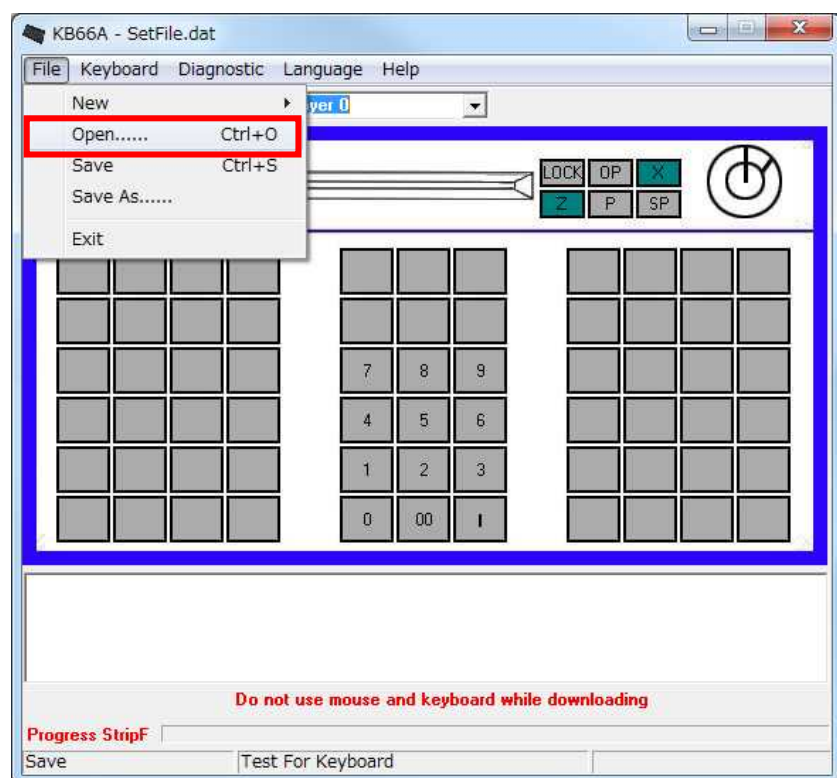 KB66A - SetFile.dat
File Keyboard Diagnostic Language Help
New yer 0
Open...... Ctrl+O
Save Ctrl+S
Save As......
Exit
LOCK OP X
Z P SP
7 8 9
4 5 6
1 2 3
0 00
Do not use mouse and keyboard while downloading
Progress StripF
Save Test For Keyboard